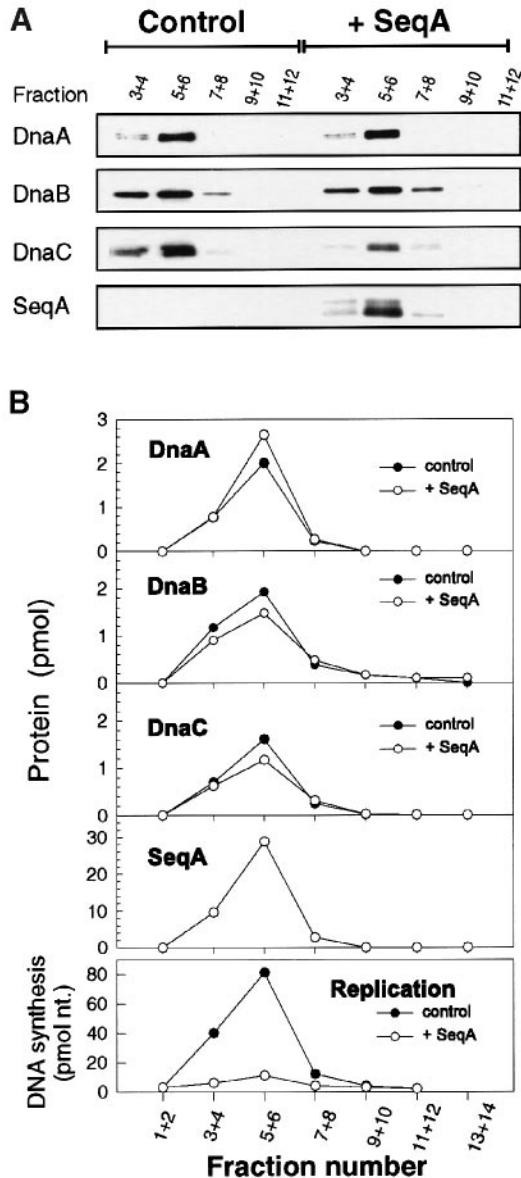 A
Control + SeqA
Fraction 3+4 5+6 7+8 9+10 11+12 3+4 5+6 7+8 9+10 11+12
DnaA
DnaB
DnaC
SeqA
B
Protein (pmol)
3
2
1
0
DnaA
control
+ SeqA
2
1
0
DnaB
control
+ SeqA
2
1
0
DnaC
control
+ SeqA
30
20
10
0
SeqA
DNA synthesis
(pmol nt.)
80
60
40
20
0
Replication
control
+ SeqA
1+2 3+4 5+6 7+8 9+10 11+12 13+14
Fraction number